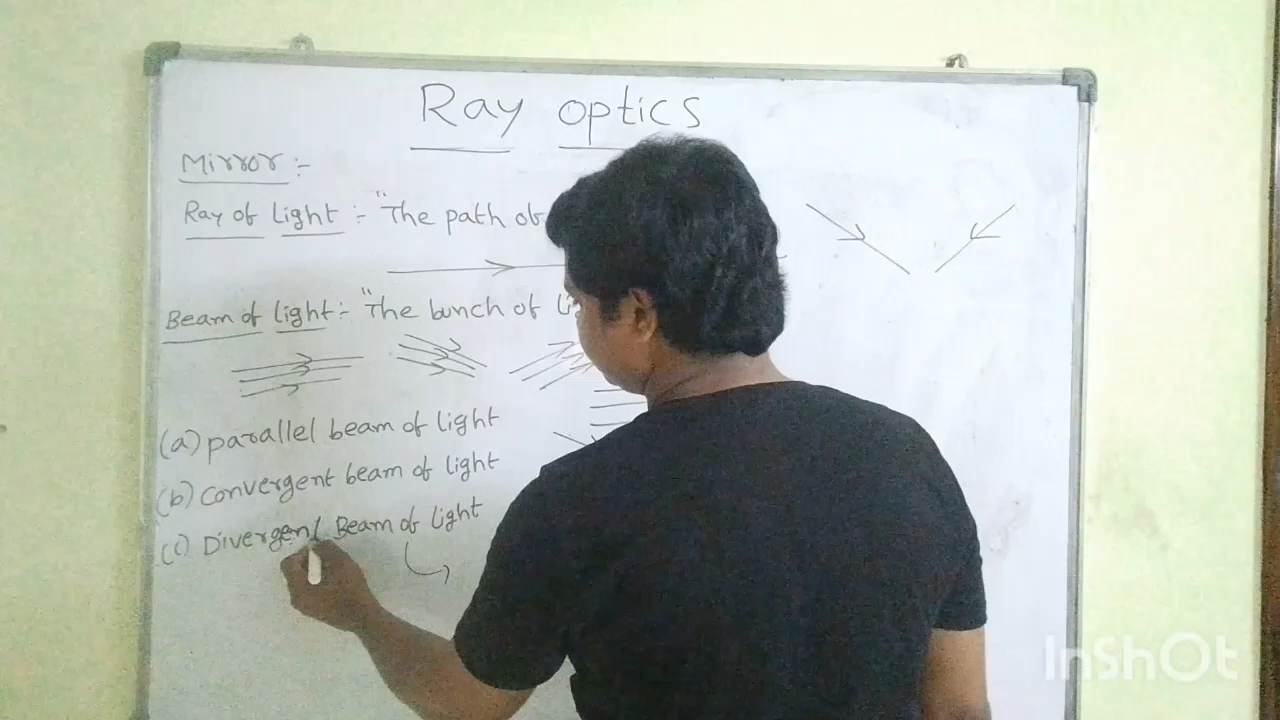 Ray optics
Mirror :-
Ray of Light :- "The path of
Beam of light :- "The bunch of
(a) parallel beam of light
(b) convergent beam of light
(c) Divergent Beam of light
InShOt